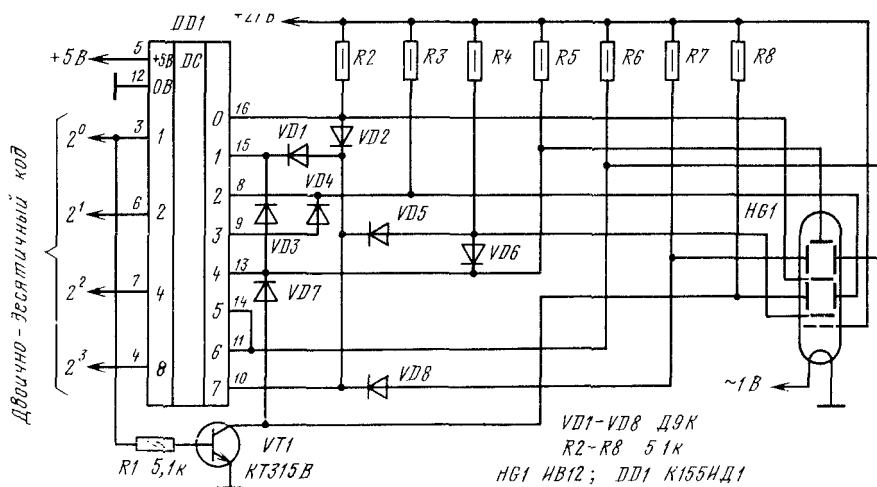 DD1
5
+5В
DC
+5В
12
0В
3
2⁰
1
6
2¹
2
7
2²
4
4
2³
8
Двоично-десятичный код
0
16
1
15
2
8
3
9
4
13
5
14
6
11
7
10
R2
R3
R4
R5
R6
R7
R8
VD1
VD2
VD4
VD5
VD3
VD6
VD7
VD8
HG1
~1 В
R1 5,1к
VT1
КТ315В
VD1-VD8 Д9К
R2-R8 5 1к
HG1 ИВ12; DD1 К155ИД1